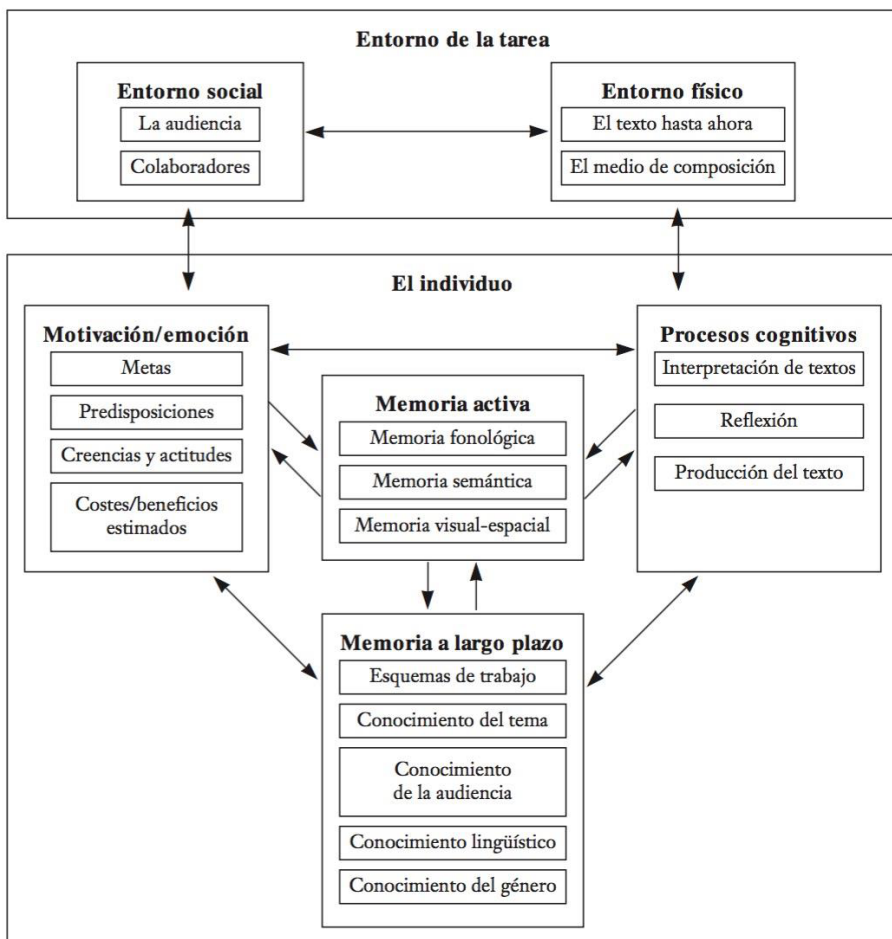 Entorno de la tarea
Entorno social
La audiencia
Colaboradores
Entorno físico
El texto hasta ahora
El medio de composición
El individuo
Motivación/emoción
Metas
Predisposiciones
Creencias y actitudes
Costes/beneficios
estimados
Memoria activa
Memoria fonológica
Memoria semántica
Memoria visual-espacial
Procesos cognitivos
Interpretación de textos
Reflexión
Producción del texto
Memoria a largo plazo
Esquemas de trabajo
Conocimiento del tema
Conocimiento
de la audiencia
Conocimiento lingüístico
Conocimiento del género